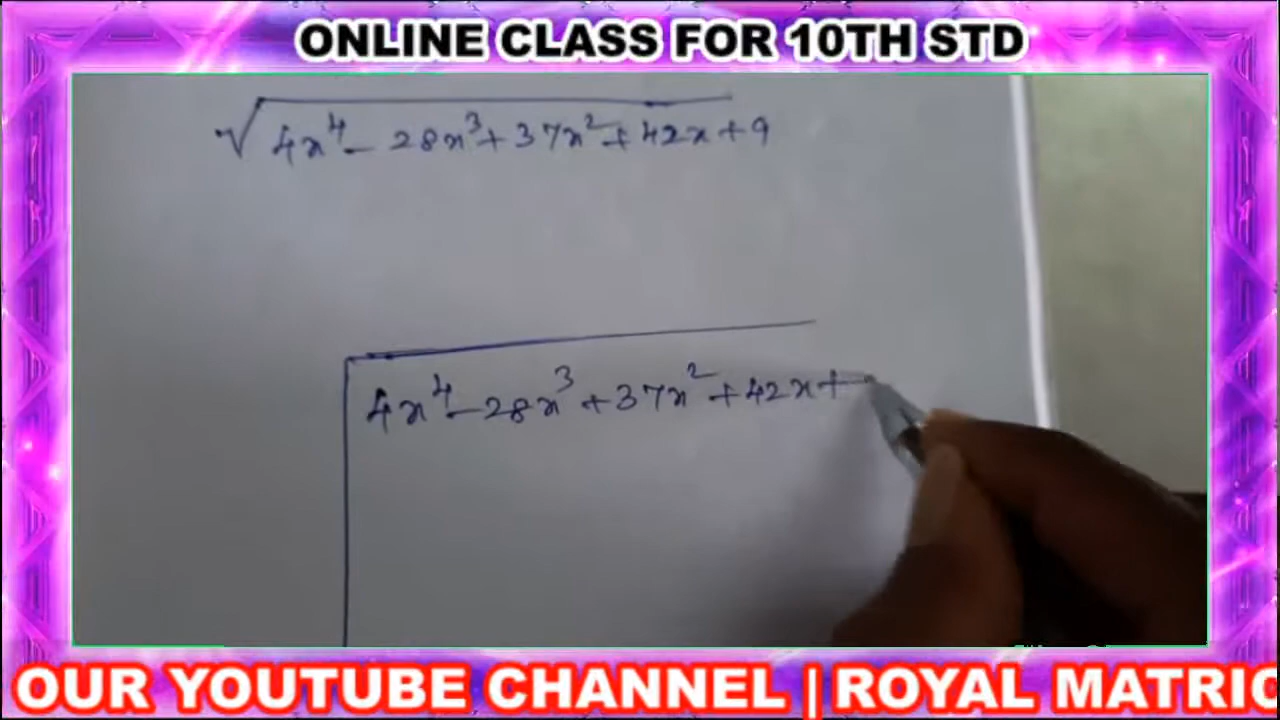 ONLINE CLASS FOR 10TH STD
√4x⁴ - 28x³ + 37x² + 42x + 9
4x⁴ - 28x³ + 37x² + 42x +
OUR YOUTUBE CHANNEL | ROYAL MATRIC